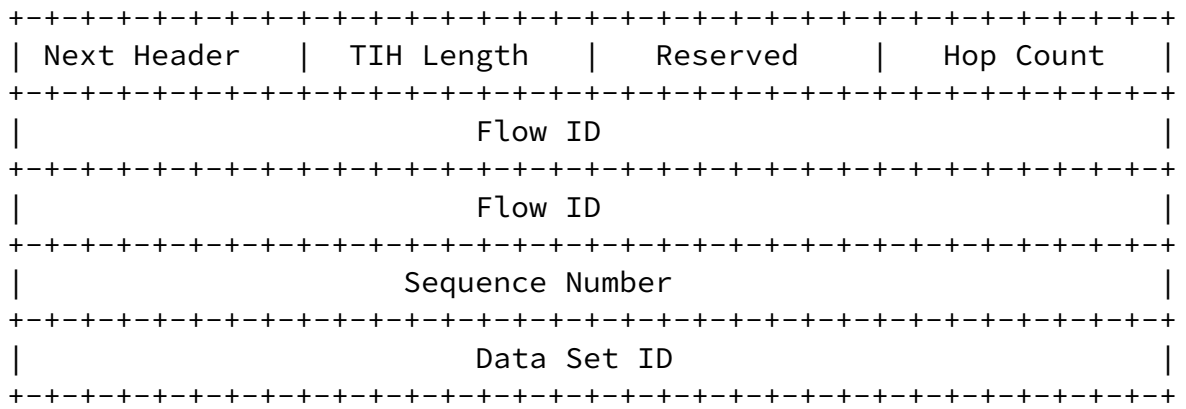 +-+-+-+-+-+-+-+-+-+-+-+-+-+-+-+-+-+-+-+-+-+-+-+-+-+-+-+-+-+-+-+-+
| Next Header   |  TIH Length   |   Reserved    |   Hop Count   |
+-+-+-+-+-+-+-+-+-+-+-+-+-+-+-+-+-+-+-+-+-+-+-+-+-+-+-+-+-+-+-+-+
|                         Flow ID                               |
+-+-+-+-+-+-+-+-+-+-+-+-+-+-+-+-+-+-+-+-+-+-+-+-+-+-+-+-+-+-+-+-+
|                         Flow ID                               |
+-+-+-+-+-+-+-+-+-+-+-+-+-+-+-+-+-+-+-+-+-+-+-+-+-+-+-+-+-+-+-+-+
|                     Sequence Number                           |
+-+-+-+-+-+-+-+-+-+-+-+-+-+-+-+-+-+-+-+-+-+-+-+-+-+-+-+-+-+-+-+-+
|                         Data Set ID                           |
+-+-+-+-+-+-+-+-+-+-+-+-+-+-+-+-+-+-+-+-+-+-+-+-+-+-+-+-+-+-+-+-+